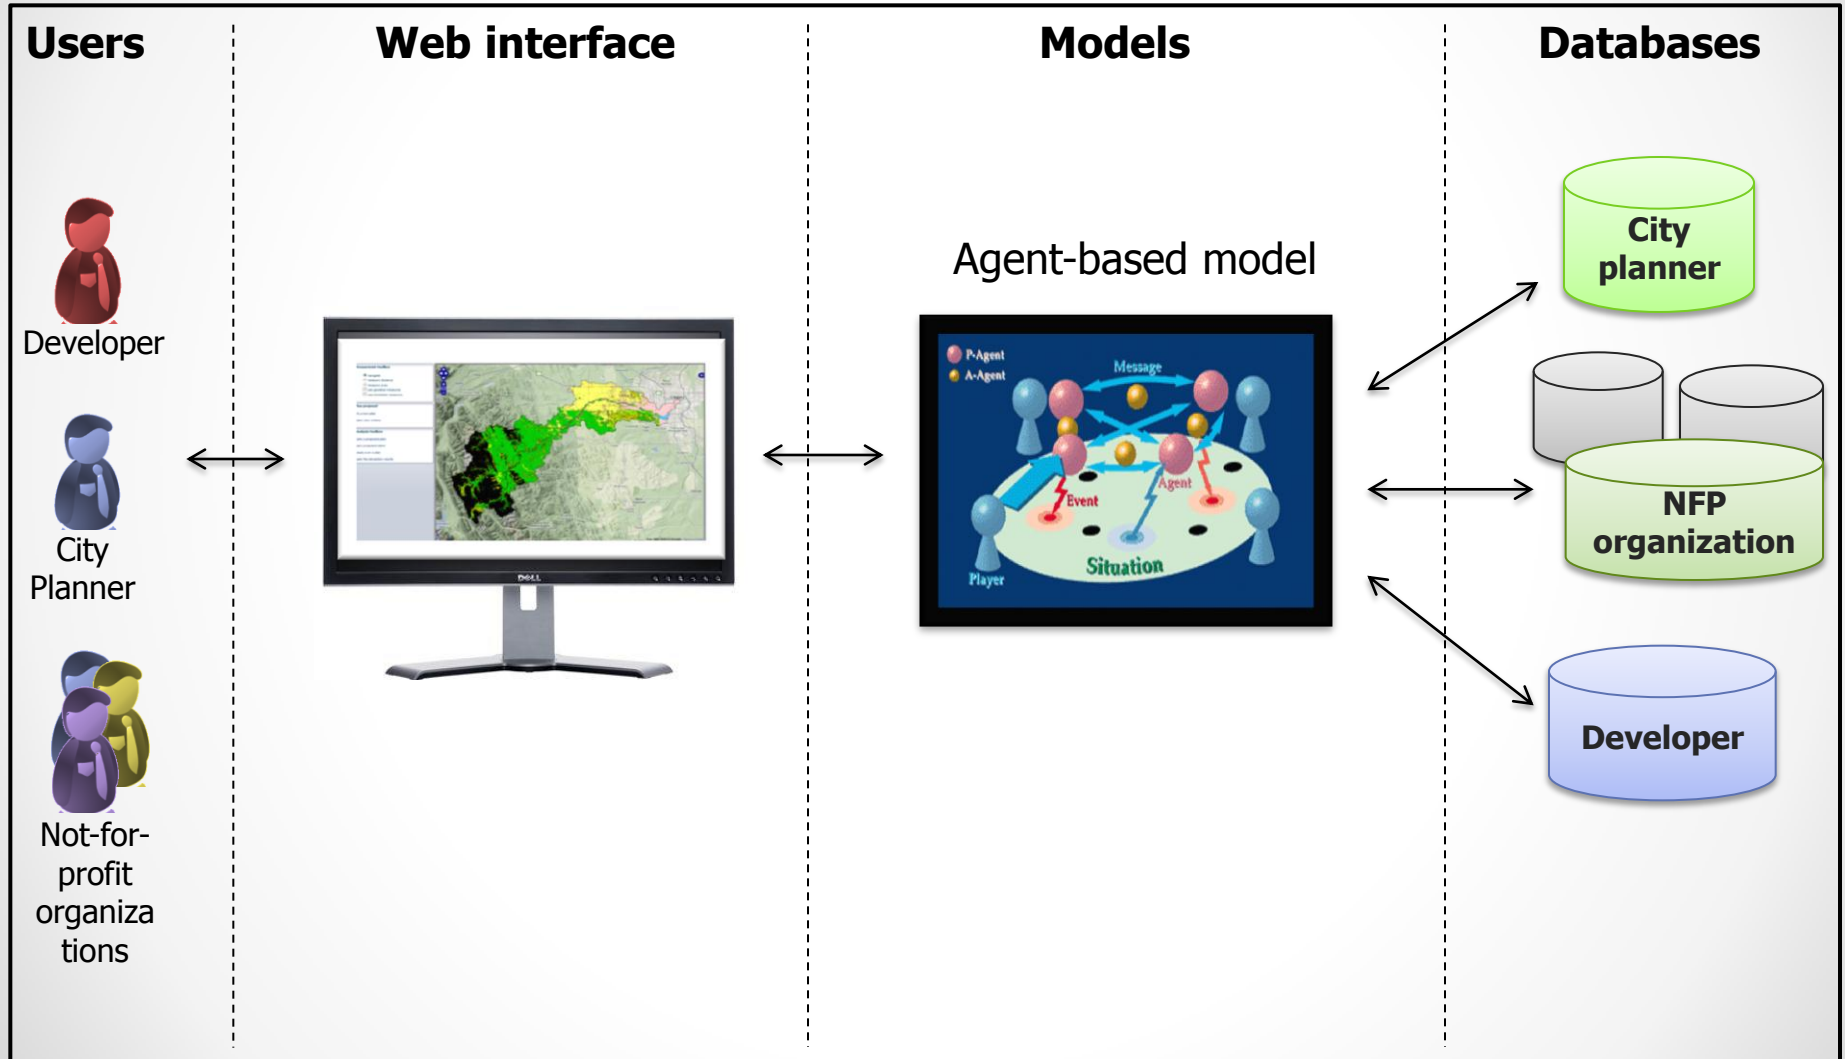 Users
Web interface
Models
Databases
Developer
City
Planner
Not-for-
profit
organiza
tions
DELL
Agent-based model
P-Agent
A-Agent
Message
Agent
Event
Situation
Player
City
planner
NFP
organization
Developer